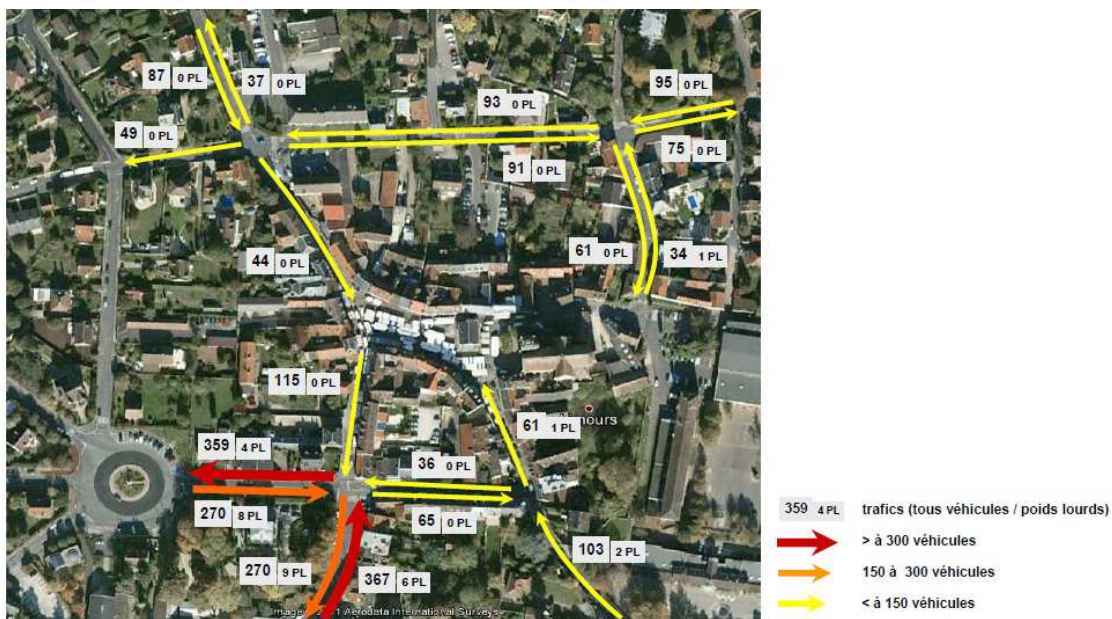 87 0 PL
37 0 PL
95 0 PL
93 0 PL
49 0 PL
75 0 PL
91 0 PL
61 0 PL
34 1 PL
44 0 PL
115 0 PL
61 1 PL
359 4 PL
36 0 PL
270 8 PL
65 0 PL
103 2 PL
270 9 PL
367 6 PL
Aerodata International Surveys
359 4 PL trafics (tous véhicules / poids lourds)
> à 300 véhicules
150 à 300 véhicules
< à 150 véhicules